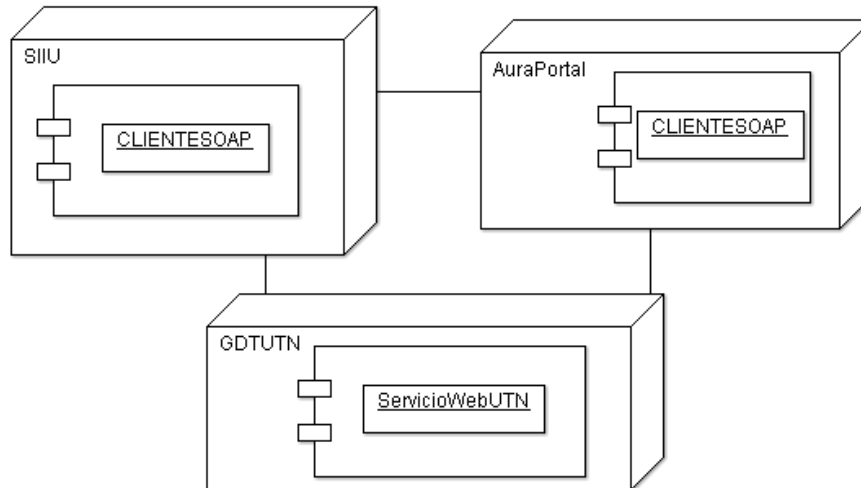 SIIU
CLIENTESOAP
AuraPortal
CLIENTESOAP
GDTUTN
ServicioWebUTN